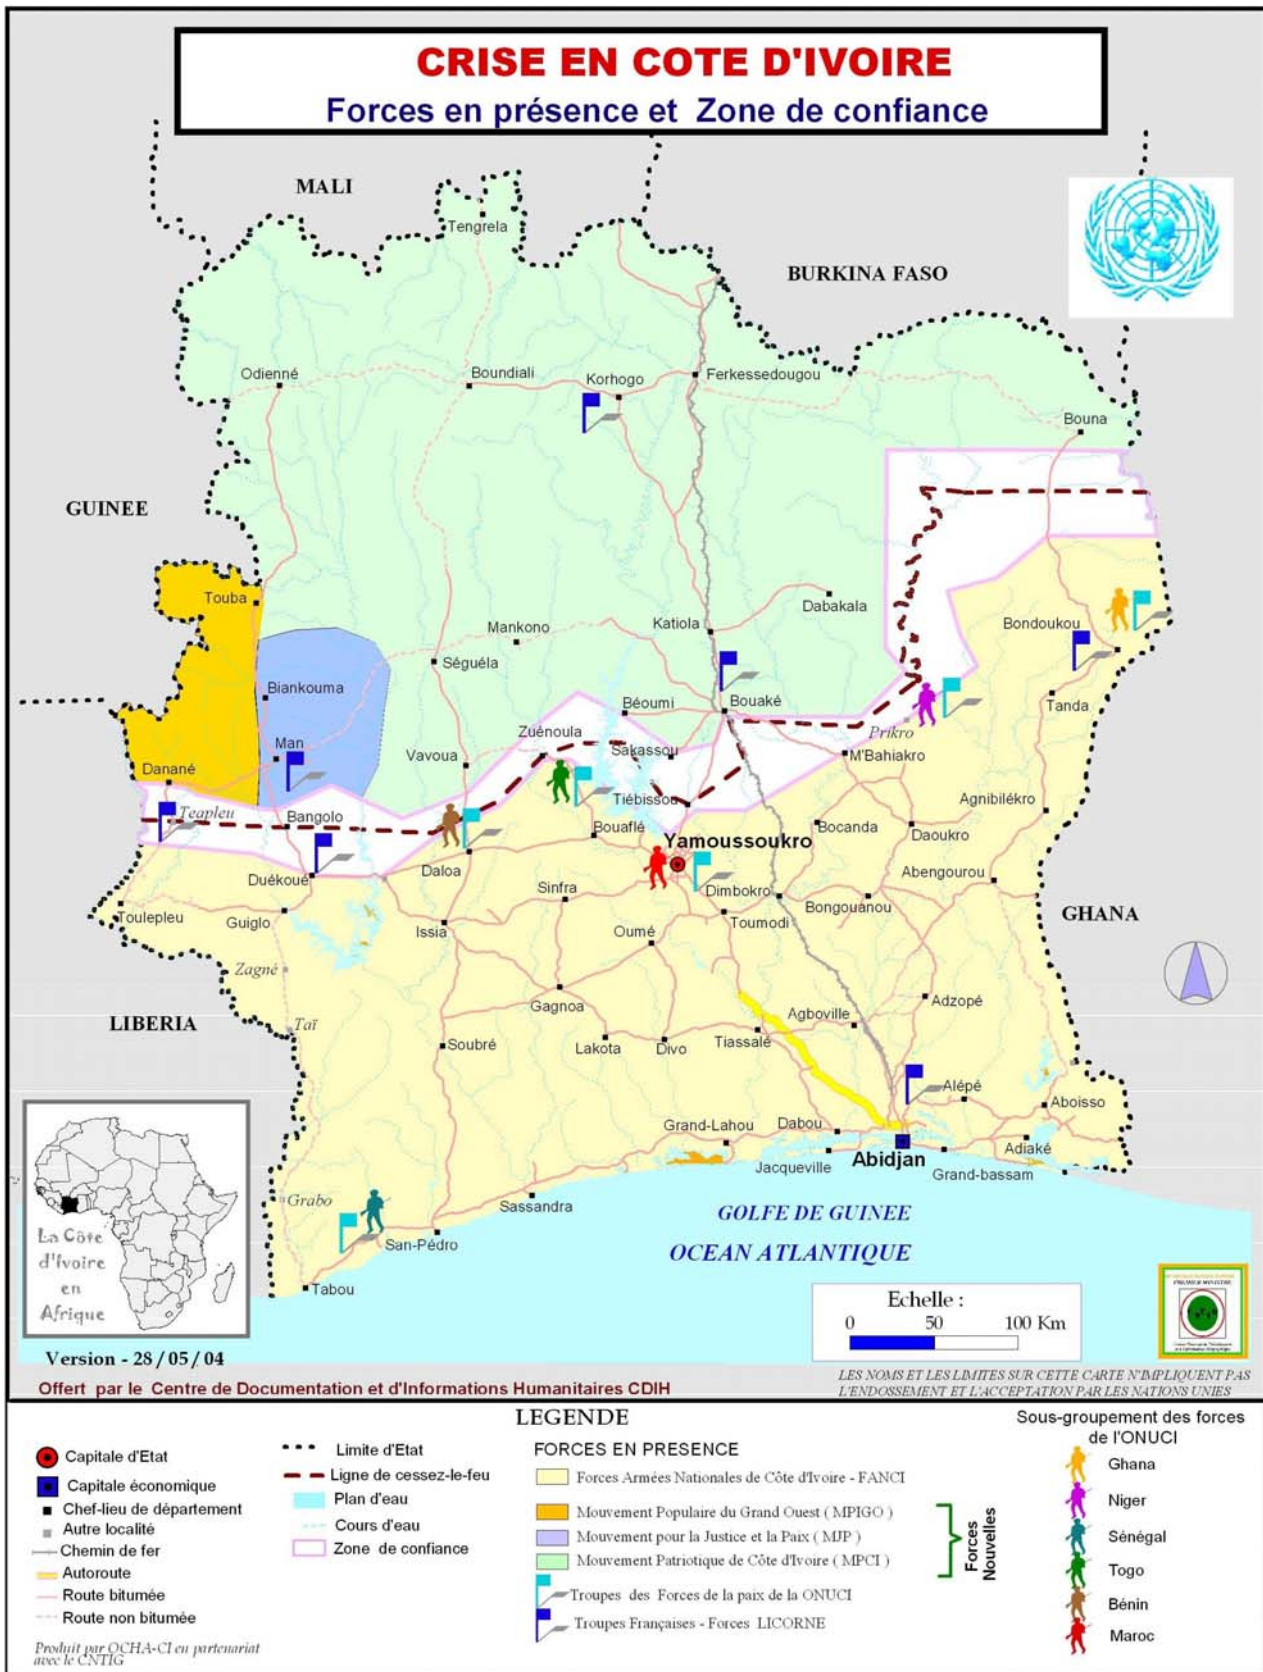 CRISE EN COTE D'IVOIRE
Forces en présence et Zone de confiance
MALI
Tengrela
BURKINA FASO
Odienné
Boundiali
Korhogo
Ferkessedougou
Bouna
GUINEE
Touba
Dabakala
Bondoukou
Mankono
Katiola
Séguéla
Biankouma
Béoumi
Bouaké
Tanda
Zuénoula
Prikro
Man
Vavoua
Sakassou
M'Bahiakro
Danané
Tiébissou
Agnibilékro
Teapleu
Bangolo
Bouaflé
Bocanda
Daoukro
Yamoussoukro
Daloa
Duékoué
Sinfra
Dimbokro
Abengourou
Toulepleu
Guiglo
Issia
Oumé
Toumodi
Bongouanou
GHANA
Zagné
Gagnoa
Adzopé
LIBERIA
Taï
Agboville
Soubré
Lakota
Divo
Tiassalé
Alépé
Aboisso
Grand-Lahou
Dabou
Adiaké
Jacqueville
Abidjan
Grand-bassam
Grabo
Sassandra
San-Pédro
Tabou
GOLFE DE GUINEE
OCEAN ATLANTIQUE
La Côte
d'Ivoire
en
Afrique
Echelle :
0 50 100 Km
PREMIER MINISTRE
Version - 28/05/04
Offert par le Centre de Documentation et d'Informations Humanitaires CDIH
LES NOMS ET LES LIMITES SUR CETTE CARTE N'IMPLIQUENT PAS
L'ENDOSSEMENT ET L'ACCEPTATION PAR LES NATIONS UNIES
LEGENDE
Capitale d'Etat
Capitale économique
Chef-lieu de département
Autre localité
Chemin de fer
Autoroute
Route bitumée
Route non bitumée
Produit par OCHA-CI en partenariat
avec le CNTIG
Limite d'Etat
Ligne de cessez-le-feu
Plan d'eau
Cours d'eau
Zone de confiance
FORCES EN PRESENCE
Forces Armées Nationales de Côte d'Ivoire - FANCI
Mouvement Populaire du Grand Ouest ( MPIGO )
Mouvement pour la Justice et la Paix ( MJP )
Mouvement Patriotique de Côte d'Ivoire ( MPCI )
Forces
Nouvelles
Troupes des Forces de la paix de la ONUCI
Troupes Françaises - Forces LICORNE
Sous-groupement des forces
de l'ONUCI
Ghana
Niger
Sénégal
Togo
Bénin
Maroc